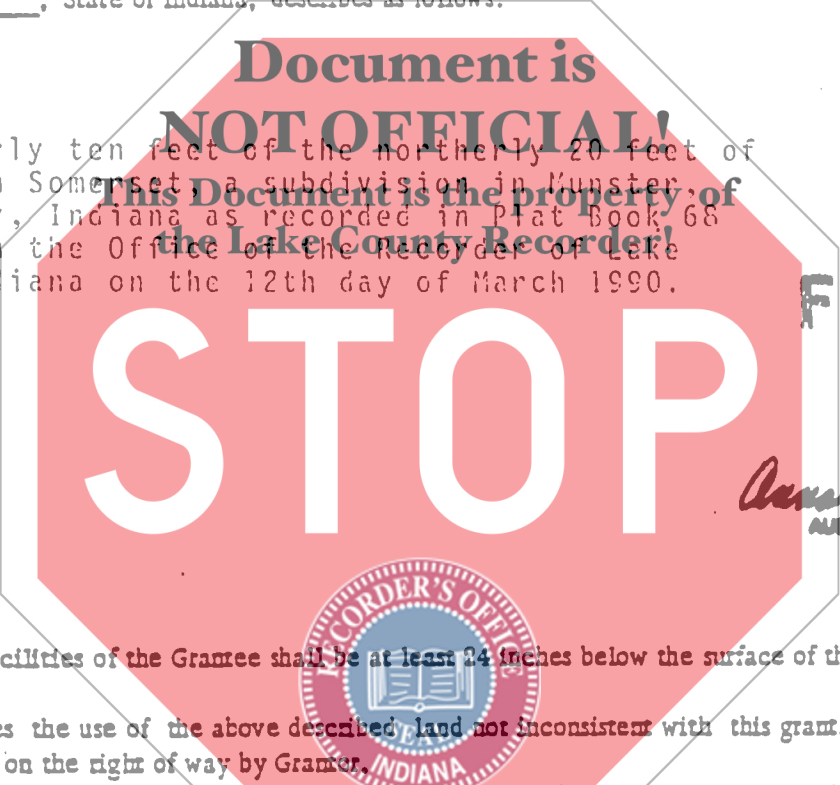 , State of Indiana, described as follows:
Document is
NOT OFFICIAL!
rly ten feet of the northerly 20 feet of
Somerset, a subdivision in Munster,
This Document is the property of
, Indiana as recorded in Plat Book 68
the Lake County Recorder!
the Office of the Recorder of Lake
iana on the 12th day of March 1990.
STOP
RECORDER'S OFFICE
cilities of the Grantee shall be at least 24 inches below the surface of th
SEAL
es the use of the above described land not inconsistent with this grant
INDIANA
on the right of way by Grantor.